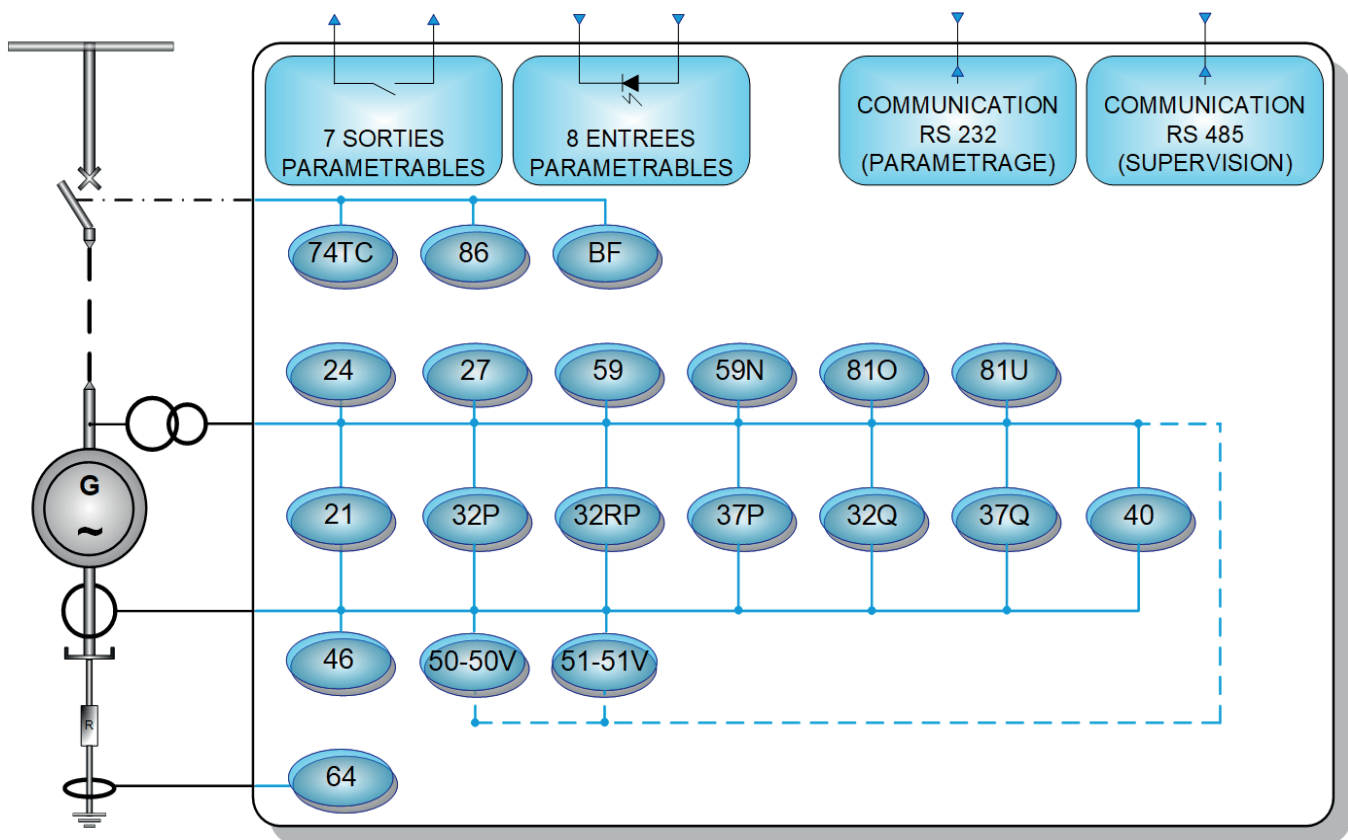 7 SORTIES
PARAMETRABLES
8 ENTREES
PARAMETRABLES
COMMUNICATION
RS 232
(PARAMETRAGE)
COMMUNICATION
RS 485
(SUPERVISION)
74TC
86
BF
24
27
59
59N
81O
81U
G
~
21
32P
32RP
37P
32Q
37Q
40
46
50-50V
51-51V
R
64